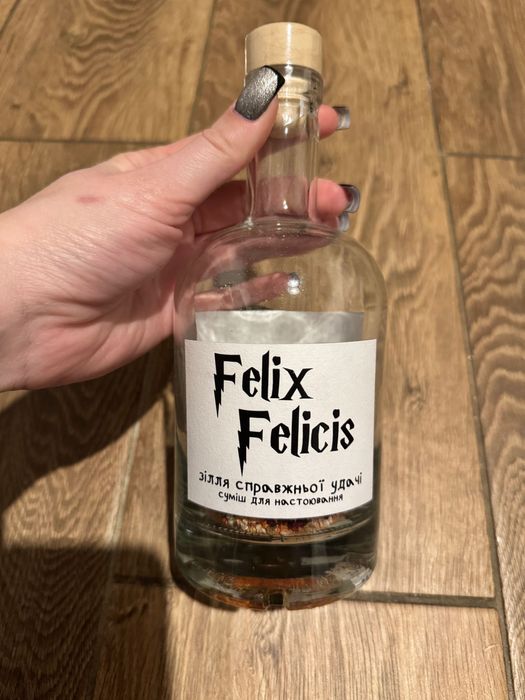 Felix
Felicis
зілля справжньої удачі
суміш для настоювання